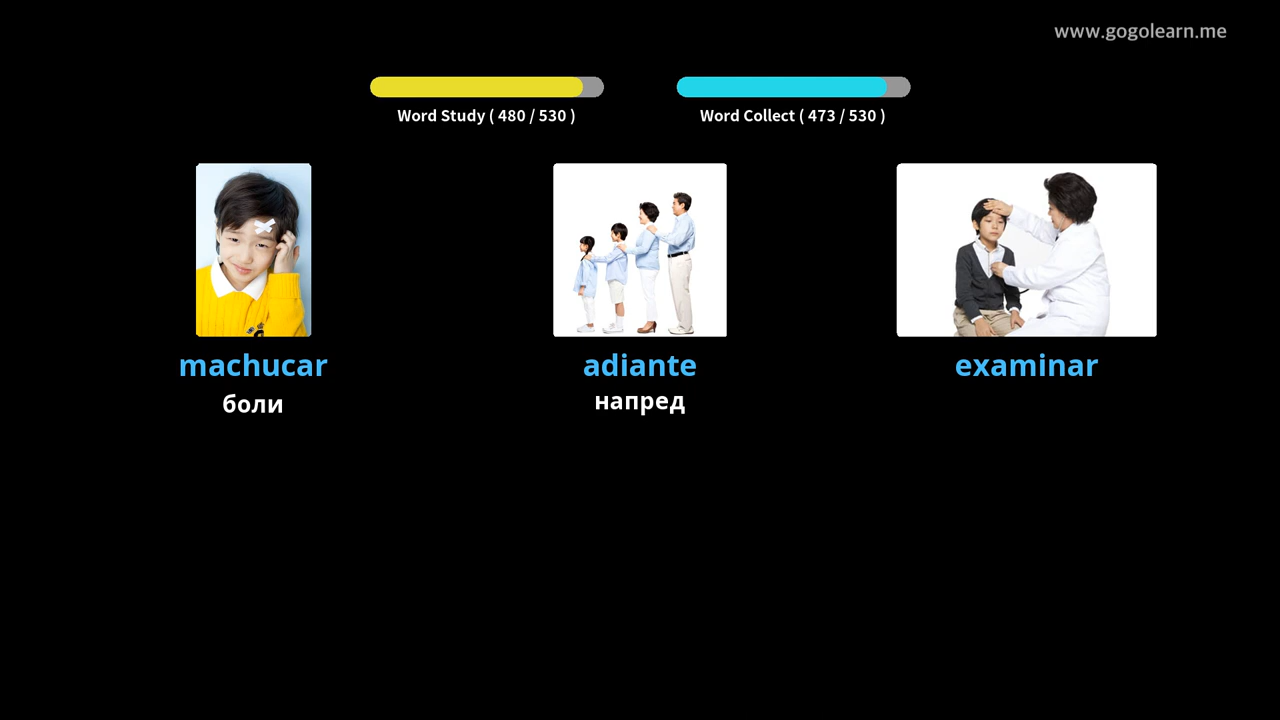 www.gogolearn.me
Word Study ( 480 / 530 )
Word Collect ( 473 / 530 )
machucar
боли
adiante
напред
examinar